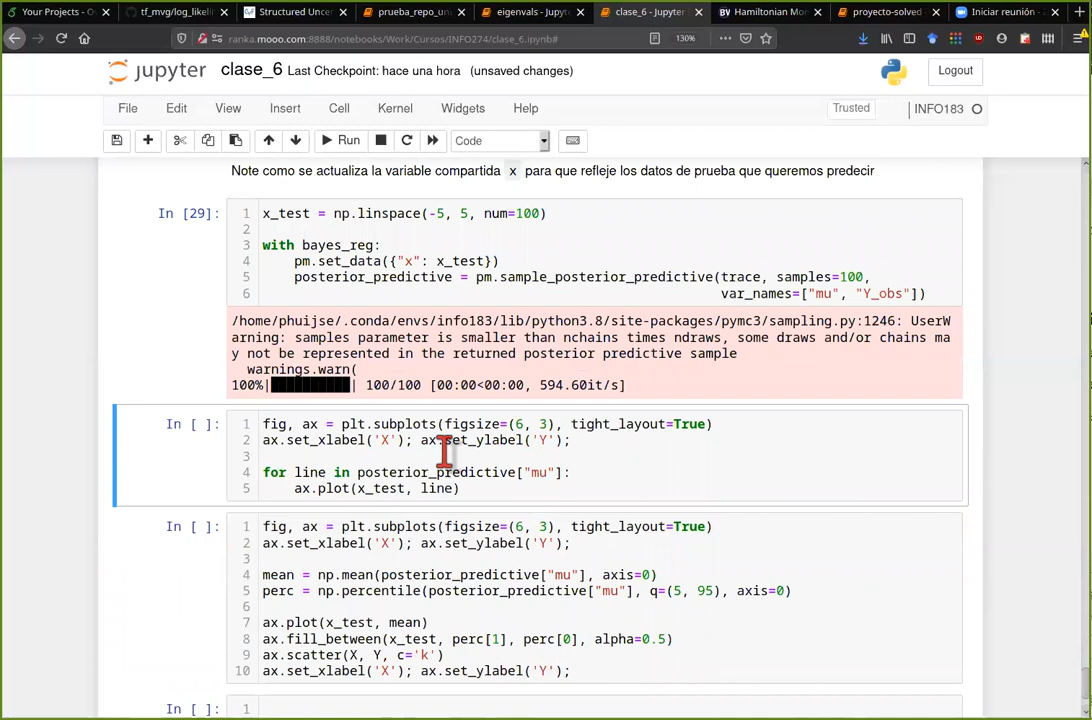 Your Projects - O
tf_mvg/log_likelih
Structured Uncer
prueba_repo_un
eigenvals - Jupyte
clase_6 - Jupyter
Hamiltonian Mon
proyecto-solved
Iniciar reunión - Z
ranka.mooo.com:8888/notebooks/Work/Cursos/INFO274/clase_6.ipynb#
130%
jupyter clase_6 Last Checkpoint: hace una hora (unsaved changes)
Logout
File Edit View Insert Cell Kernel Widgets Help
Trusted INFO183
Run Code
Note como se actualiza la variable compartida x para que refleje los datos de prueba que queremos predecir
In [29]:
1 x_test = np.linspace(-5, 5, num=100)
2
3 with bayes_reg:
4     pm.set_data({"x": x_test})
5     posterior_predictive = pm.sample_posterior_predictive(trace, samples=100,
6                                                           var_names=["mu", "Y_obs"])
/home/phuijse/.conda/envs/info183/lib/python3.8/site-packages/pymc3/sampling.py:1246: UserW
arning: samples parameter is smaller than nchains times ndraws, some draws and/or chains ma
y not be represented in the returned posterior predictive sample
  warnings.warn(
100%|██████████| 100/100 [00:00<00:00, 594.60it/s]
In [ ]:
1 fig, ax = plt.subplots(figsize=(6, 3), tight_layout=True)
2 ax.set_xlabel('X'); ax.set_ylabel('Y');
3
4 for line in posterior_predictive["mu"]:
5     ax.plot(x_test, line)
In [ ]:
1 fig, ax = plt.subplots(figsize=(6, 3), tight_layout=True)
2 ax.set_xlabel('X'); ax.set_ylabel('Y');
3
4 mean = np.mean(posterior_predictive["mu"], axis=0)
5 perc = np.percentile(posterior_predictive["mu"], q=(5, 95), axis=0)
6
7 ax.plot(x_test, mean)
8 ax.fill_between(x_test, perc[1], perc[0], alpha=0.5)
9 ax.scatter(X, Y, c='k')
10 ax.set_xlabel('X'); ax.set_ylabel('Y');
In [ ]:
1